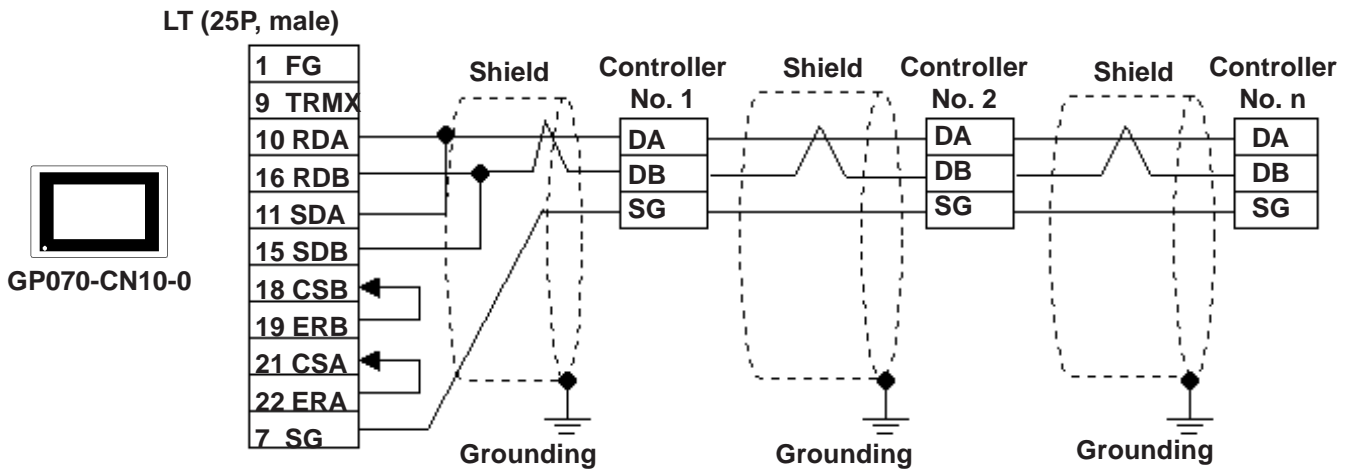 LT (25P, male)
1 FG
9 TRMX
10 RDA
16 RDB
11 SDA
15 SDB
18 CSB
19 ERB
21 CSA
22 ERA
7 SG
GP070-CN10-0
Shield
Controller
No. 1
DA
DB
SG
Shield
Controller
No. 2
DA
DB
SG
Shield
Controller
No. n
DA
DB
SG
Grounding
Grounding
Grounding